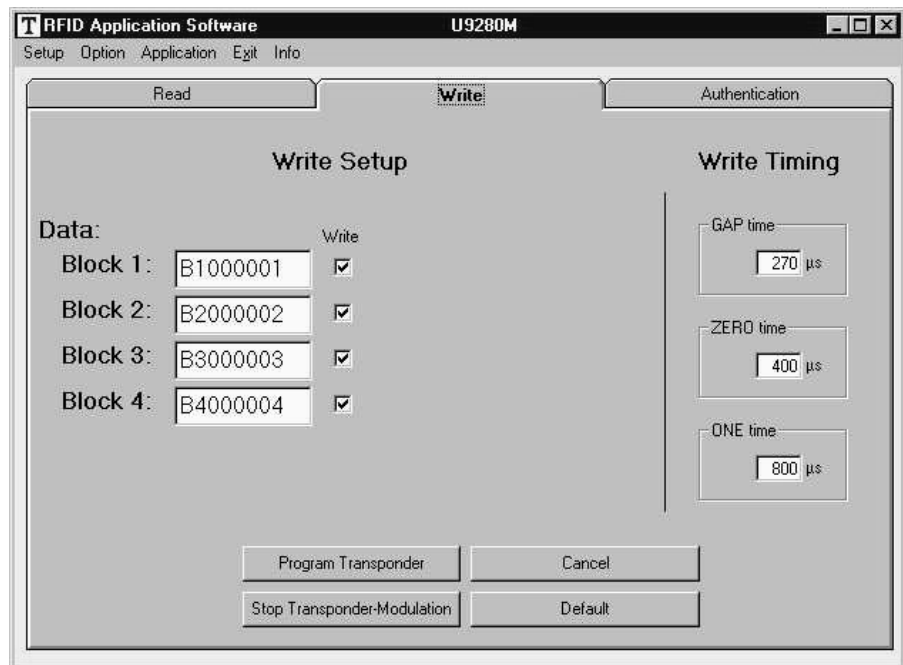 T RFID Application Software U9280M
Setup Option Application Exit Info
Read Write Authentication
Write Setup
Write Timing
Data:
Write
Block 1: B1000001
Block 2: B2000002
Block 3: B3000003
Block 4: B4000004
GAP time
270 µs
ZERO time
400 µs
ONE time
800 µs
Program Transponder Cancel
Stop Transponder-Modulation Default